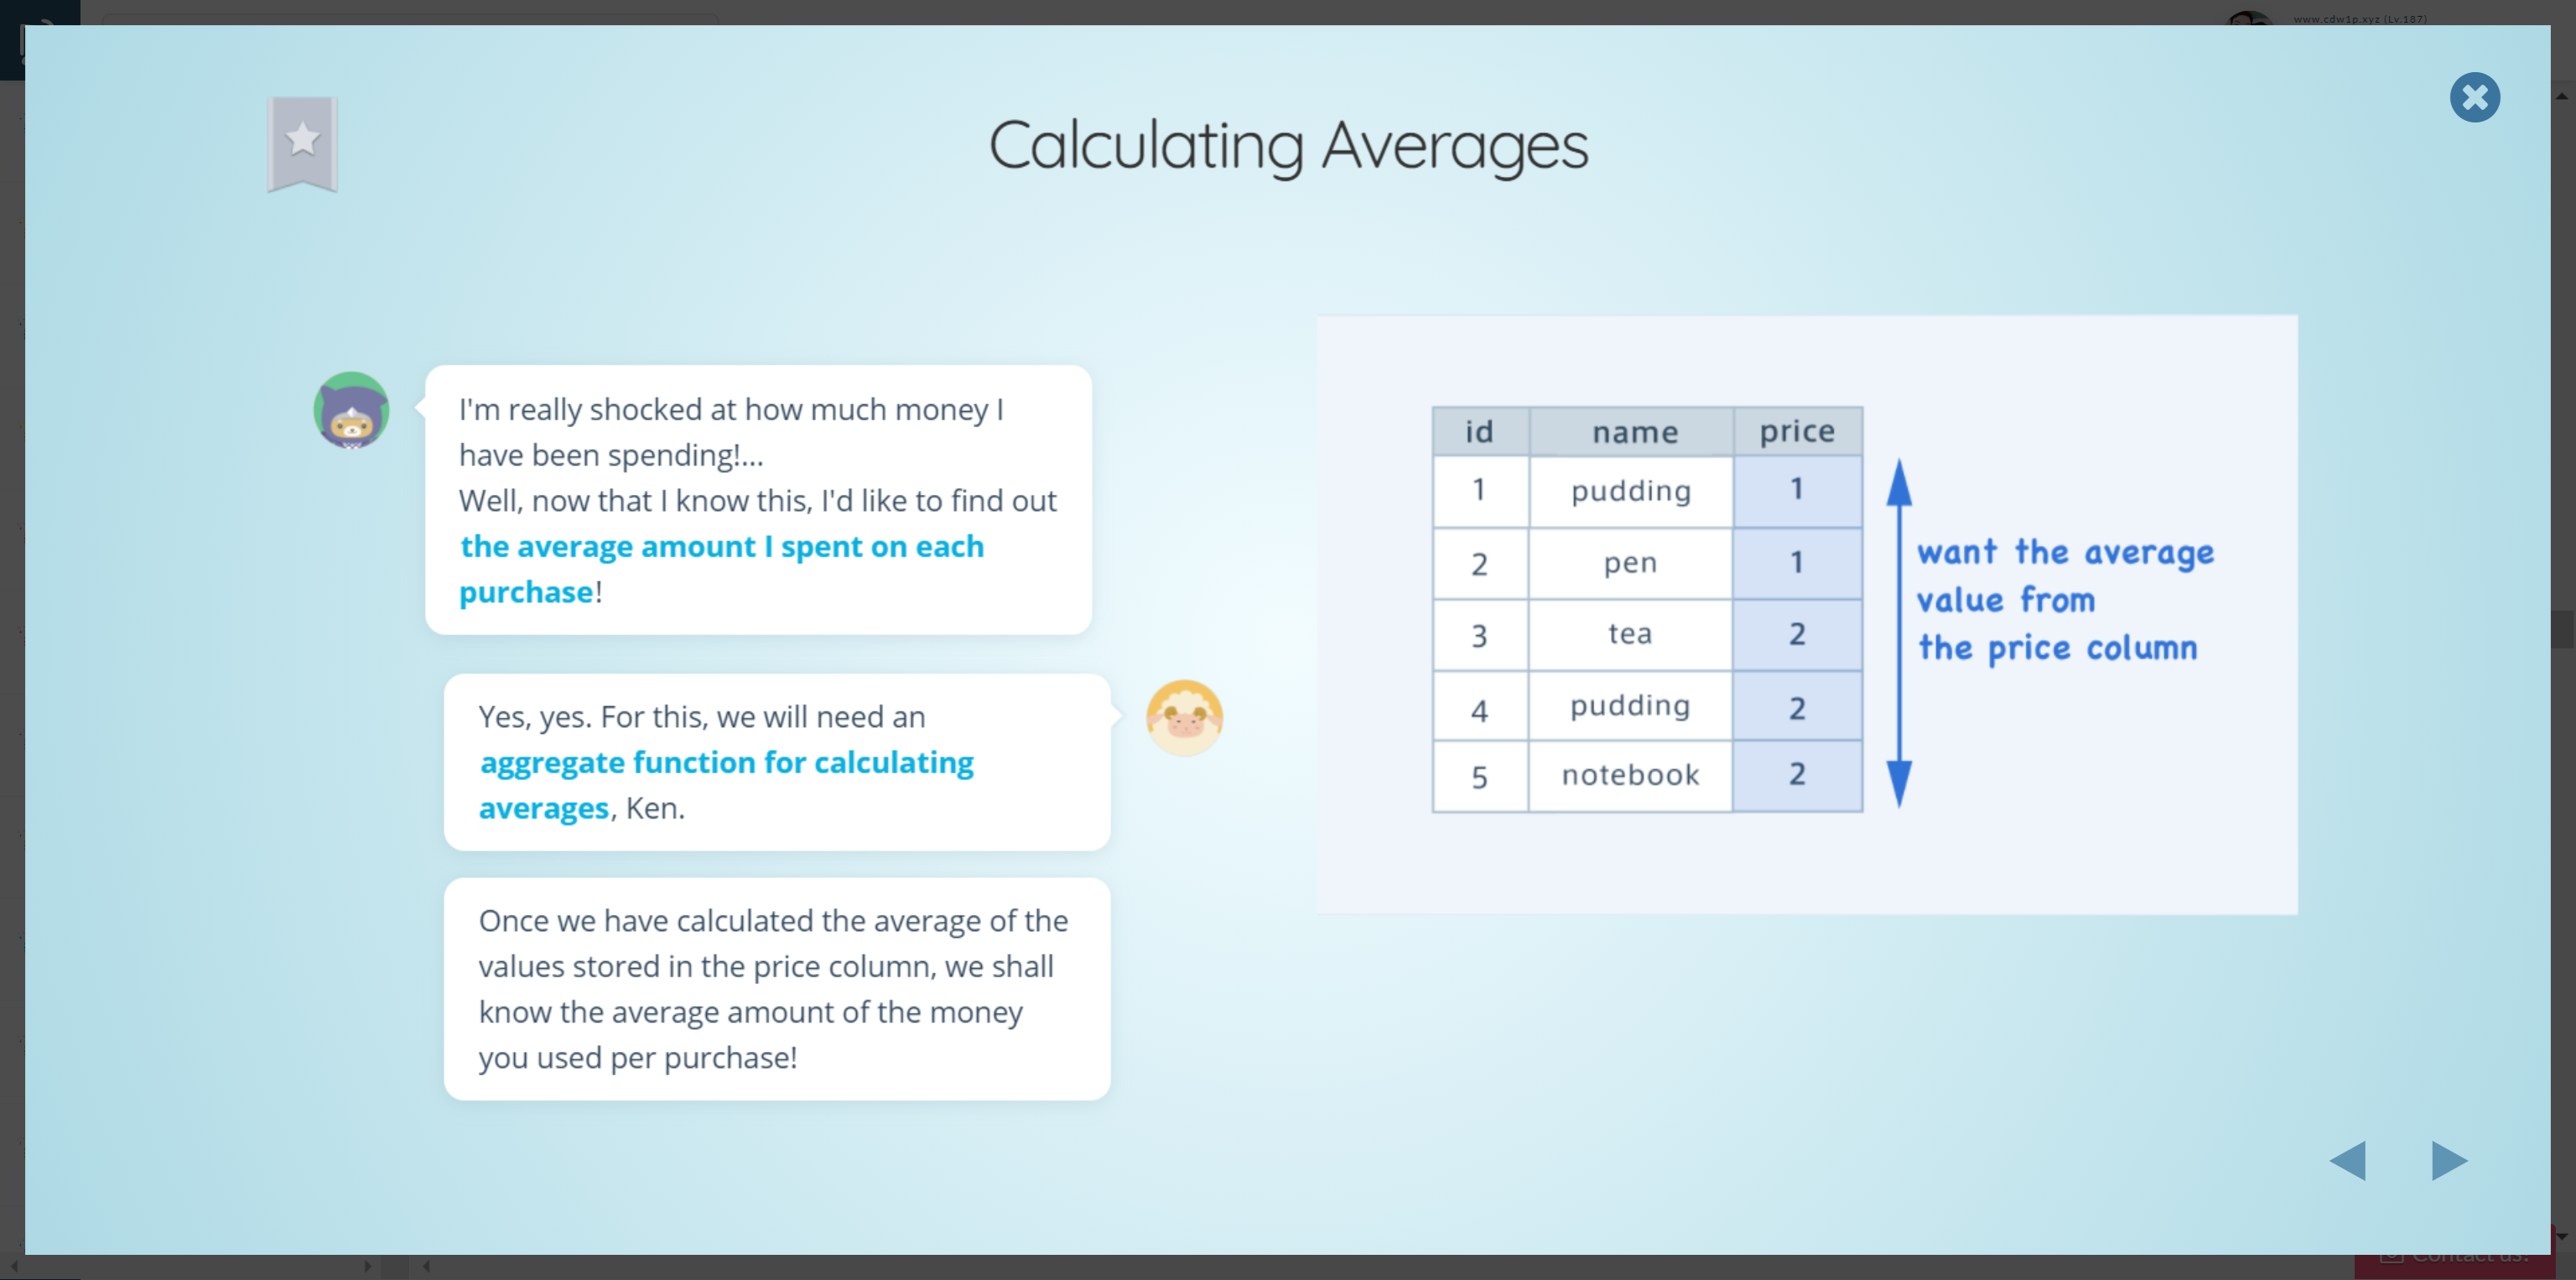 www.cdw1p.xyz (Lv.187)
Calculating Averages
I'm really shocked at how much money I
have been spending!...
Well, now that I know this, I'd like to find out
the average amount I spent on each
purchase!
Yes, yes. For this, we will need an
aggregate function for calculating
averages, Ken.
Once we have calculated the average of the
values stored in the price column, we shall
know the average amount of the money
you used per purchase!
id name price
1 pudding 1
2 pen 1
3 tea 2
4 pudding 2
5 notebook 2
want the average
value from
the price column
Contact us!